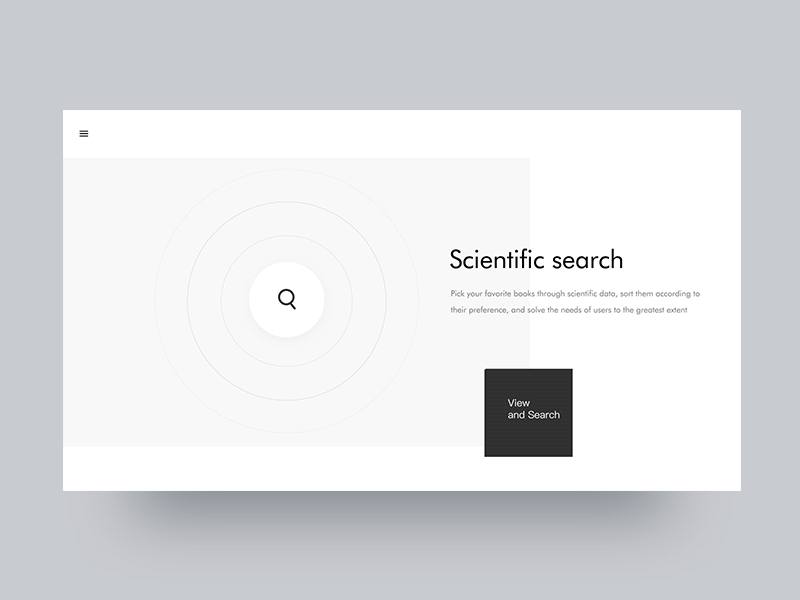 Scientific search
Pick your favorite books through scientific data, sort them according to
their preference, and solve the needs of users to the greatest extent
View
and Search